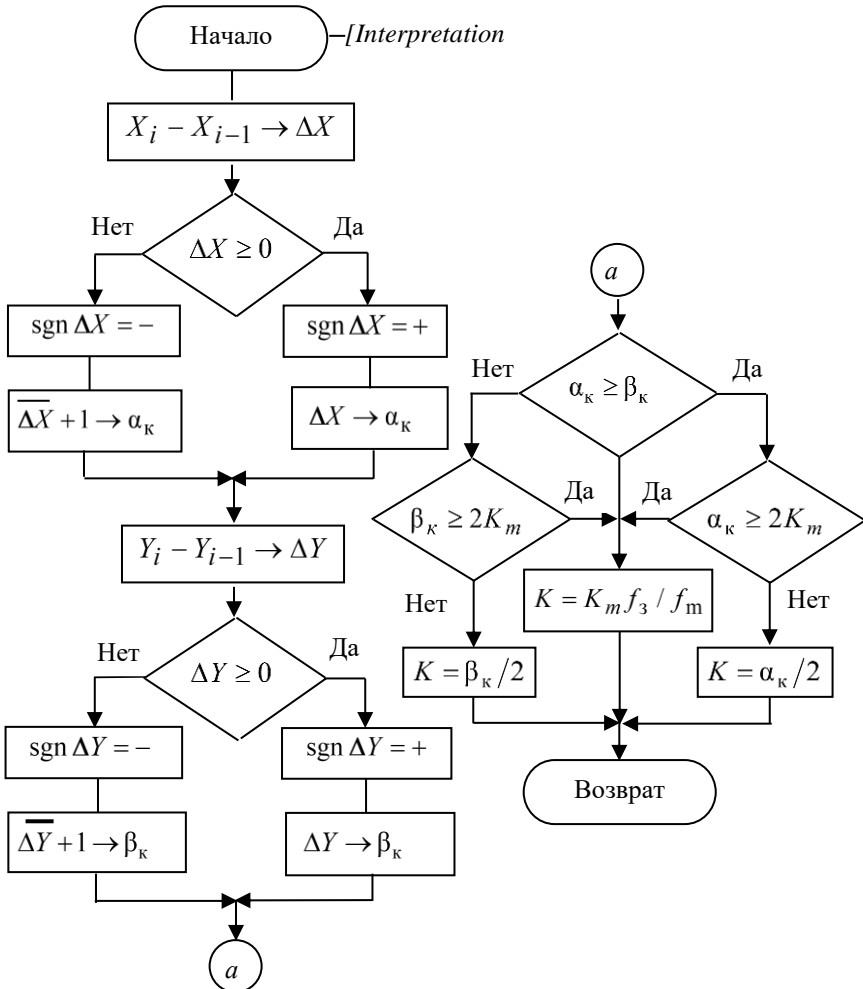 Начало
[Interpretation
X_i − X_{i−1} → ΔX
Нет
Да
ΔX ≥ 0
sgn ΔX = −
sgn ΔX = +
\overline{ΔX} + 1 → α_к
ΔX → α_к
Y_i − Y_{i−1} → ΔY
Нет
Да
ΔY ≥ 0
sgn ΔY = −
sgn ΔY = +
\overline{ΔY} + 1 → β_к
ΔY → β_к
a
a
Нет
Да
α_к ≥ β_к
Да
Да
β_к ≥ 2K_m
α_к ≥ 2K_m
Нет
Нет
K = K_m f_з / f_m
K = β_к / 2
K = α_к / 2
Возврат